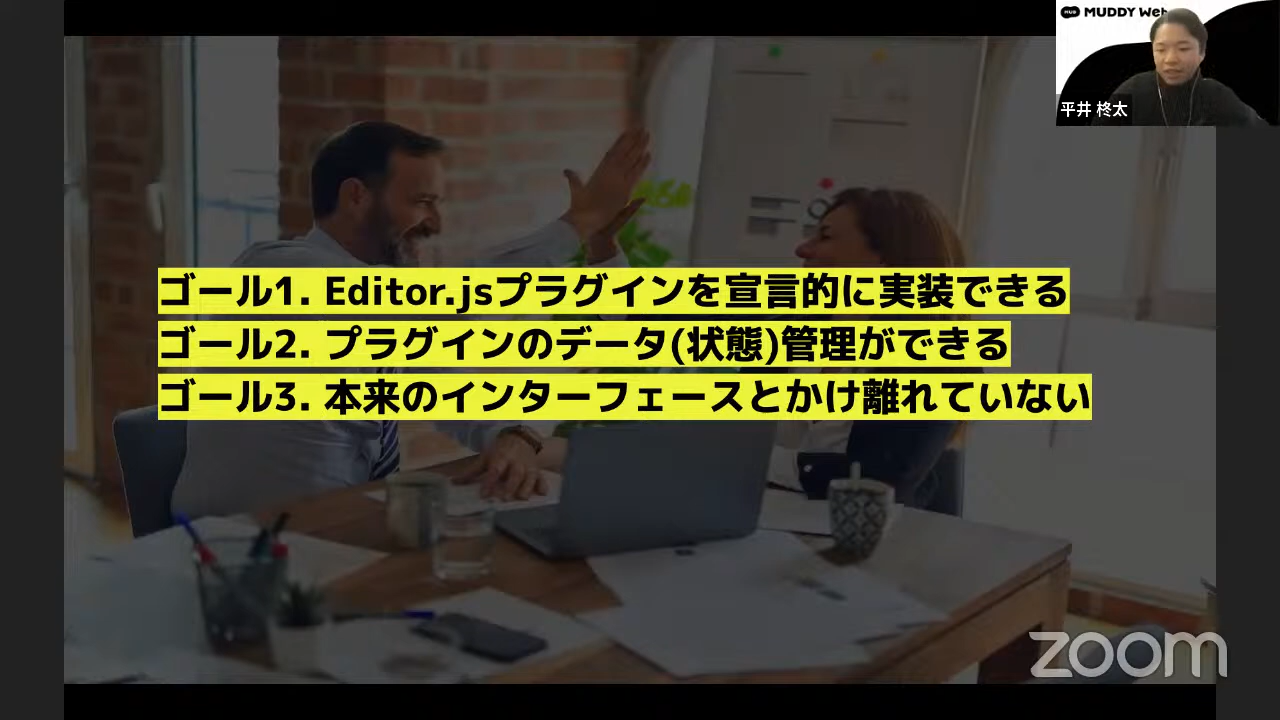 MUDDY Web
平井 柊太
ゴール1. Editor.jsプラグインを宣言的に実装できる
ゴール2. プラグインのデータ(状態)管理ができる
ゴール3. 本来のインターフェースとかけ離れていない
zoom